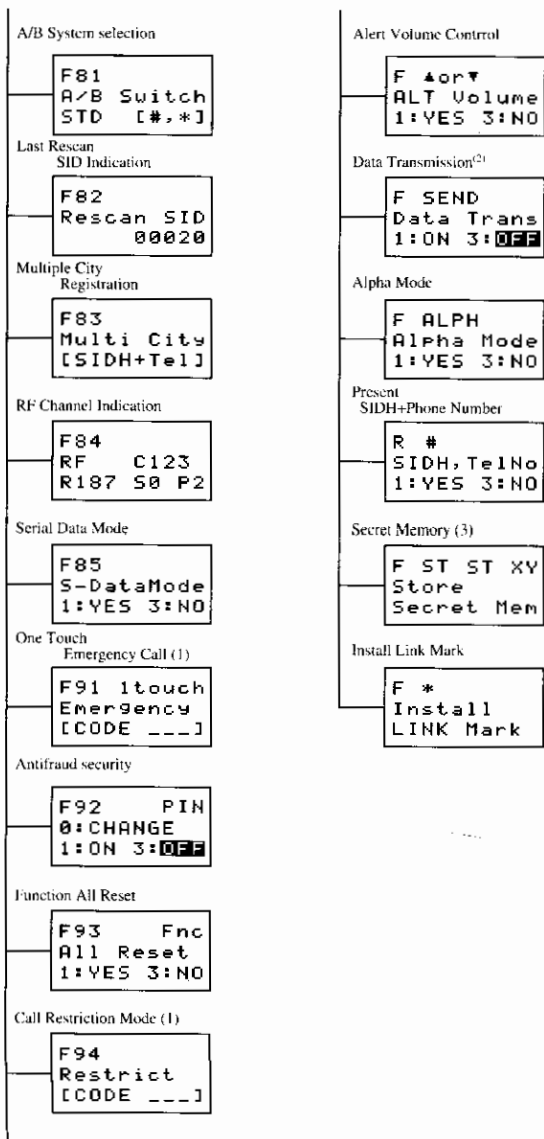 A/B System selection
F81
A/B Switch
STD [#,*]
Last Rescan
SID Indication
F82
Rescan SID
00020
Multiple City
Registration
F83
Multi City
[SIDH+Tel]
RF Channel Indication
F84
RF C123
R187 S0 P2
Serial Data Mode
F85
S-DataMode
1:YES 3:NO
One Touch
Emergency Call (1)
F91 1touch
Emergency
[CODE ___]
Antifraud security
F92 PIN
0:CHANGE
1:ON 3:OFF
Function All Reset
F93 Fnc
All Reset
1:YES 3:NO
Call Restriction Mode (1)
F94
Restrict
[CODE ___]
Alert Volume Contrrol
F ▲or▼
ALT Volume
1:YES 3:NO
Data Transmission(2)
F SEND
Data Trans
1:ON 3:OFF
Alpha Mode
F ALPH
Alpha Mode
1:YES 3:NO
Present
SIDH+Phone Number
R #
SIDH,TelNo
1:YES 3:NO
Secret Memory (3)
F ST ST XY
Store
Secret Mem
Install Link Mark
F *
Install
LINK Mark